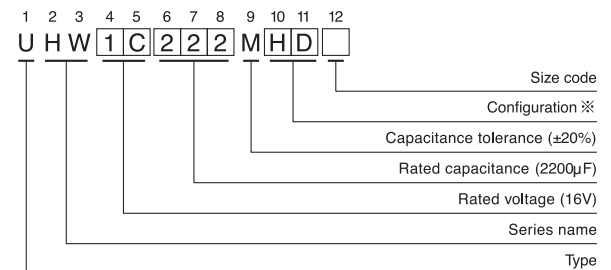 1 2 3 4 5 6 7 8 9 10 11 12
U H W 1 C 2 2 2 M H D
Size code
Configuration ※
Capacitance tolerance (±20%)
Rated capacitance (2200µF)
Rated voltage (16V)
Series name
Type